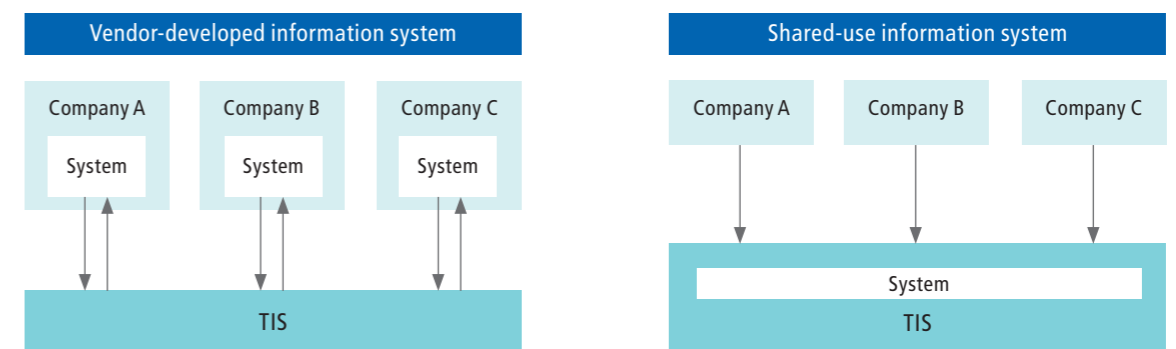 Vendor-developed information system
Company A
Company B
Company C
System
System
System
TIS
Shared-use information system
Company A
Company B
Company C
System
TIS